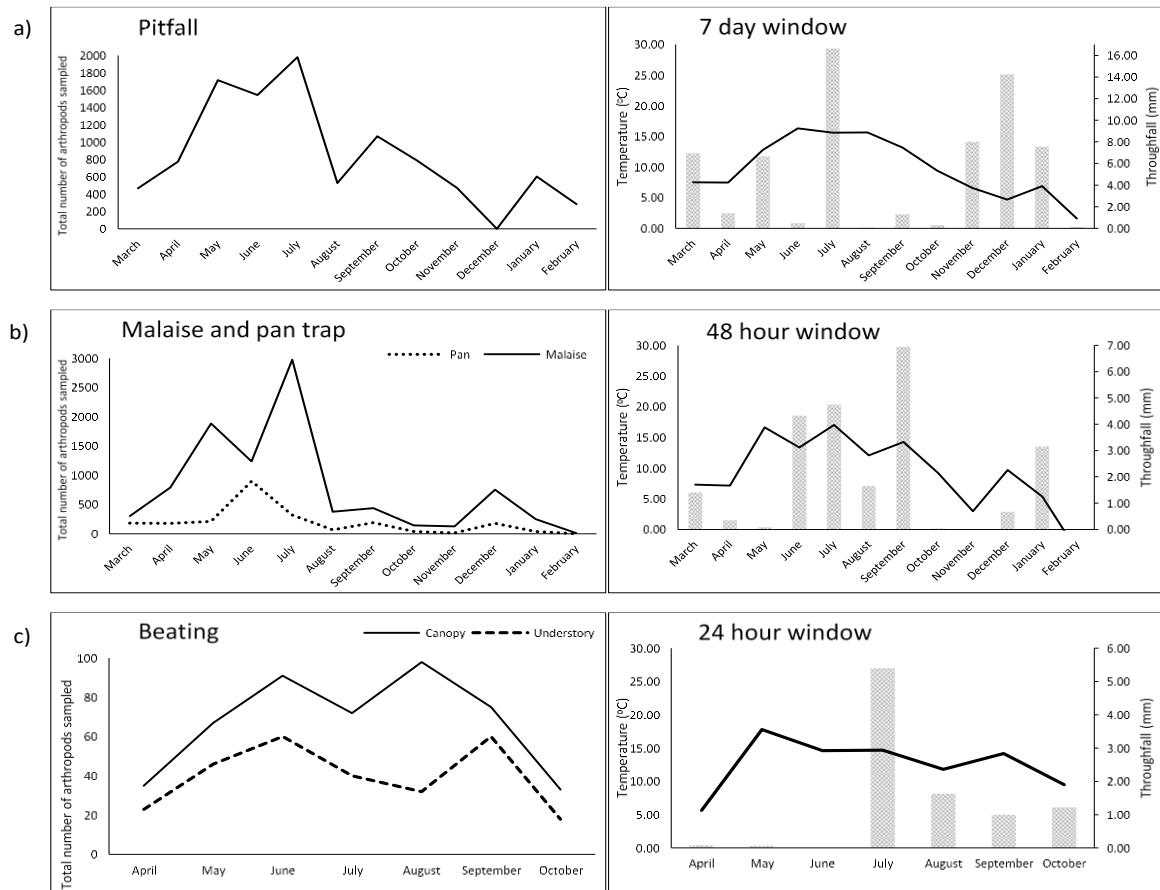 a)
Pitfall
Total number of arthropods sampled
2000
1800
1600
1400
1200
1000
800
600
400
200
0
March April May June July August September October November December January February
7 day window
Temperature (ºC)
30.00
25.00
20.00
15.00
10.00
5.00
0.00
Throughfall (mm)
16.00
14.00
12.00
10.00
8.00
6.00
4.00
2.00
0.00
March April May June July August September October November December January February
b)
Malaise and pan trap
Pan Malaise
Total number of arthropods sampled
3000
2500
2000
1500
1000
500
0
March April May June July August September October November December January February
48 hour window
Temperature (ºC)
30.00
25.00
20.00
15.00
10.00
5.00
0.00
Throughfall (mm)
7.00
6.00
5.00
4.00
3.00
2.00
1.00
0.00
March April May June July August September October November December January February
c)
Beating
Canopy Understory
Total number of arthropods sampled
100
80
60
40
20
0
April May June July August September October
24 hour window
Temperature (ºC)
30.00
25.00
20.00
15.00
10.00
5.00
0.00
Throughfall (mm)
6.00
5.00
4.00
3.00
2.00
1.00
0.00
April May June July August September October